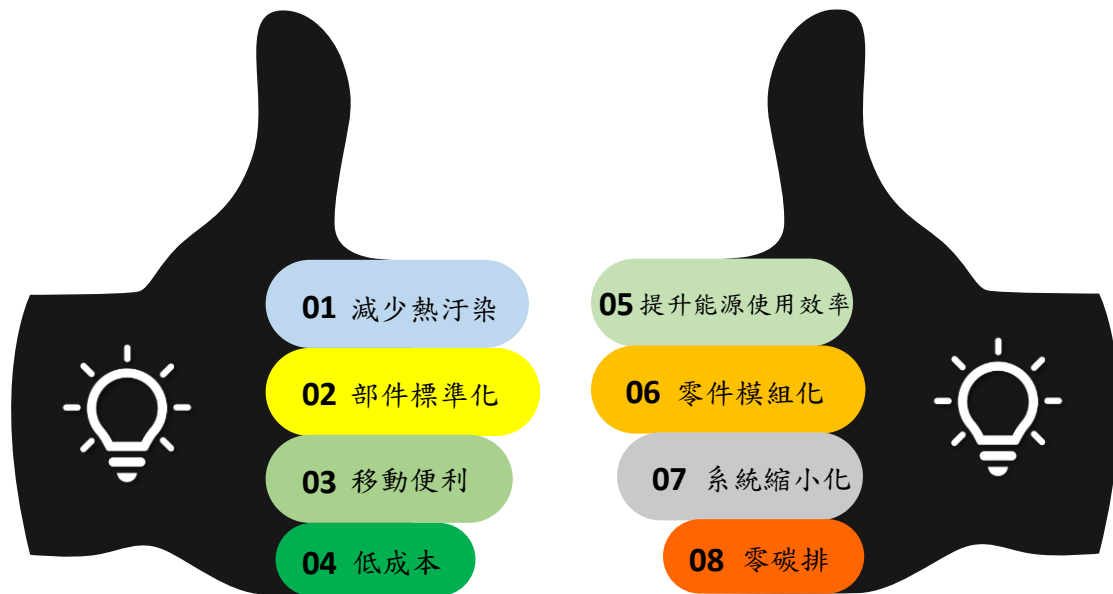 01 減少熱汙染
02 部件標準化
03 移動便利
04 低成本
05 提升能源使用效率
06 零件模組化
07 系統縮小化
08 零碳排